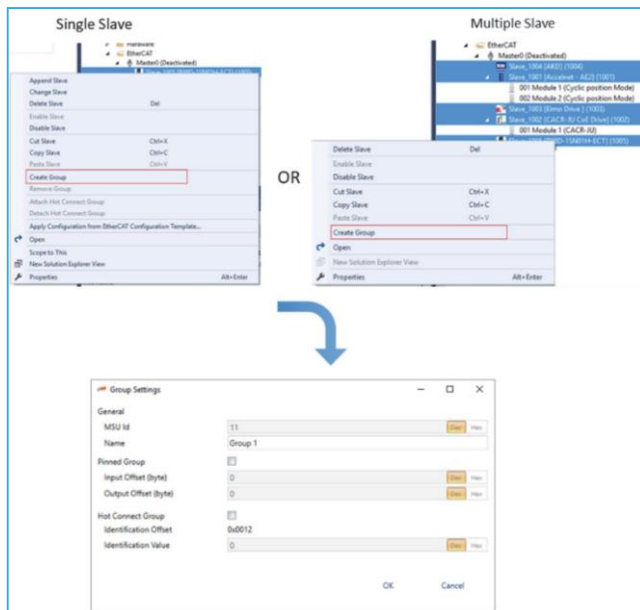 Single Slave
Multiple Slave
Hardware
EtherCAT
Master0 (Deactivated)
Append Slave
Change Slave
Delete Slave Del
Enable Slave
Disable Slave
Cut Slave Ctrl+X
Copy Slave Ctrl+C
Paste Slave Ctrl+V
Create Group
Remove Group
Attach Hot Connect Group
Detach Hot Connect Group
Apply Configuration from EtherCAT Configuration Template...
Open
Scope to This
New Solution Explorer View
Properties Alt+Enter
OR
EtherCAT
Master0 (Deactivated)
Slave_1004 [AKD] (1004)
Slave_1001 [Accelnet - AE2] (1001)
001 Module 1 (Cyclic position Mode)
002 Module 2 (Cyclic position Mode)
Slave_1003 [Elmo Drive ] (1003)
Slave_1002 [CACR-JU CoE Drive] (1002)
001 Module 1 (CACR-JU)
Delete Slave Del
Enable Slave
Disable Slave
Cut Slave Ctrl+X
Copy Slave Ctrl+C
Paste Slave Ctrl+V
Create Group
Open
New Solution Explorer View
Properties Alt+Enter
Group Settings
General
MSU Id 11 Dec Hex
Name Group 1
Pinned Group
Input Offset (byte) 0 Dec Hex
Output Offset (byte) 0 Dec Hex
Hot Connect Group
Identification Offset 0x0012
Identification Value 0 Dec Hex
OK Cancel